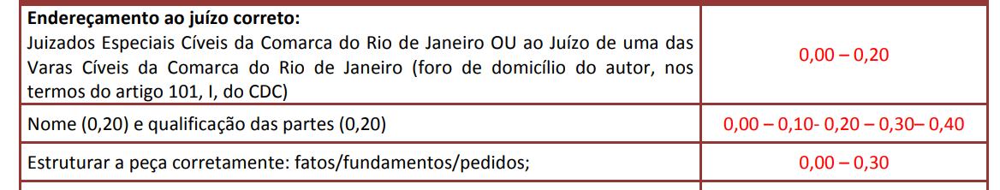 Endereçamento ao juízo correto:
Juizados Especiais Cíveis da Comarca do Rio de Janeiro OU ao Juízo de uma das
Varas Cíveis da Comarca do Rio de Janeiro (foro de domicílio do autor, nos
termos do artigo 101, I, do CDC)
0,00 – 0,20
Nome (0,20) e qualificação das partes (0,20)
0,00 – 0,10- 0,20 – 0,30– 0,40
Estruturar a peça corretamente: fatos/fundamentos/pedidos;
0,00 – 0,30